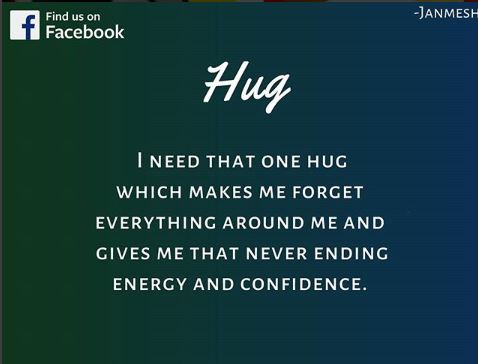 Find us on
Facebook
-JANMESH
Hug
I NEED THAT ONE HUG
WHICH MAKES ME FORGET
EVERYTHING AROUND ME AND
GIVES ME THAT NEVER ENDING
ENERGY AND CONFIDENCE.